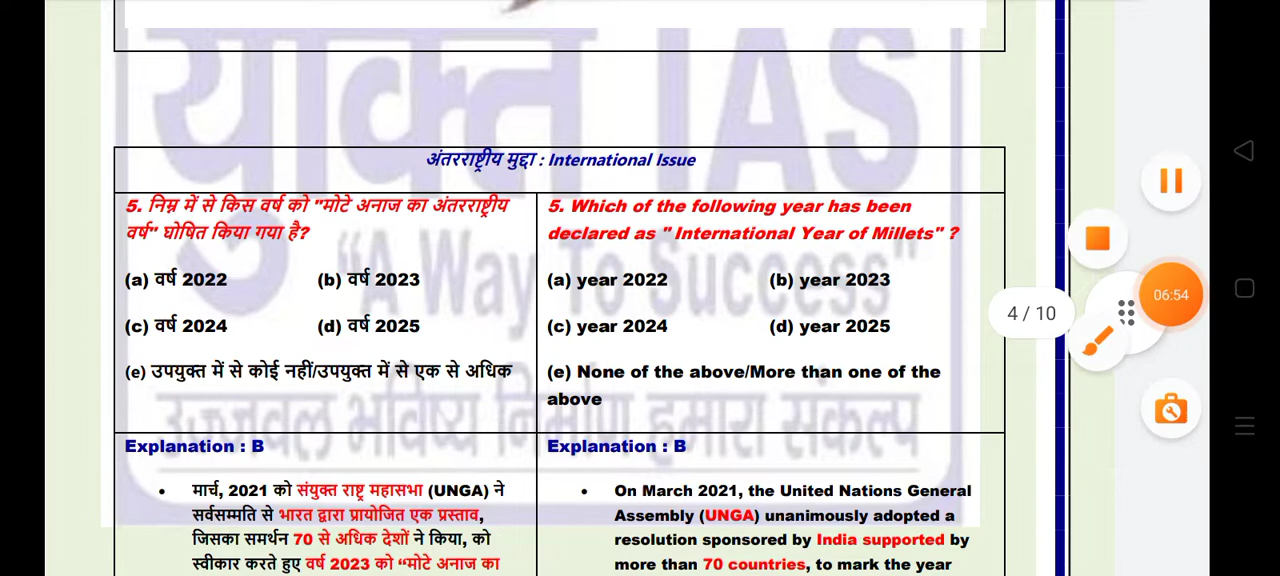 युक्ति IAS
अंतरराष्ट्रीय मुद्दा : International Issue
5. निम्न में से किस वर्ष को "मोटे अनाज का अंतरराष्ट्रीय
वर्ष" घोषित किया गया है?
(a) वर्ष 2022 (b) वर्ष 2023
(c) वर्ष 2024 (d) वर्ष 2025
(e) उपयुक्त में से कोई नहीं/उपयुक्त में से एक से अधिक
5. Which of the following year has been
declared as " International Year of Millets" ?
(a) year 2022 (b) year 2023
(c) year 2024 (d) year 2025
(e) None of the above/More than one of the
above
"A Way To Success"
उज्जवल भविष्य निर्माण हमारा संकल्प
Explanation : B
• मार्च, 2021 को संयुक्त राष्ट्र महासभा (UNGA) ने
सर्वसम्मति से भारत द्वारा प्रायोजित एक प्रस्ताव,
जिसका समर्थन 70 से अधिक देशों ने किया, को
स्वीकार करते हुए वर्ष 2023 को "मोटे अनाज का
Explanation : B
• On March 2021, the United Nations General
Assembly (UNGA) unanimously adopted a
resolution sponsored by India supported by
more than 70 countries, to mark the year
4 / 10
06:54